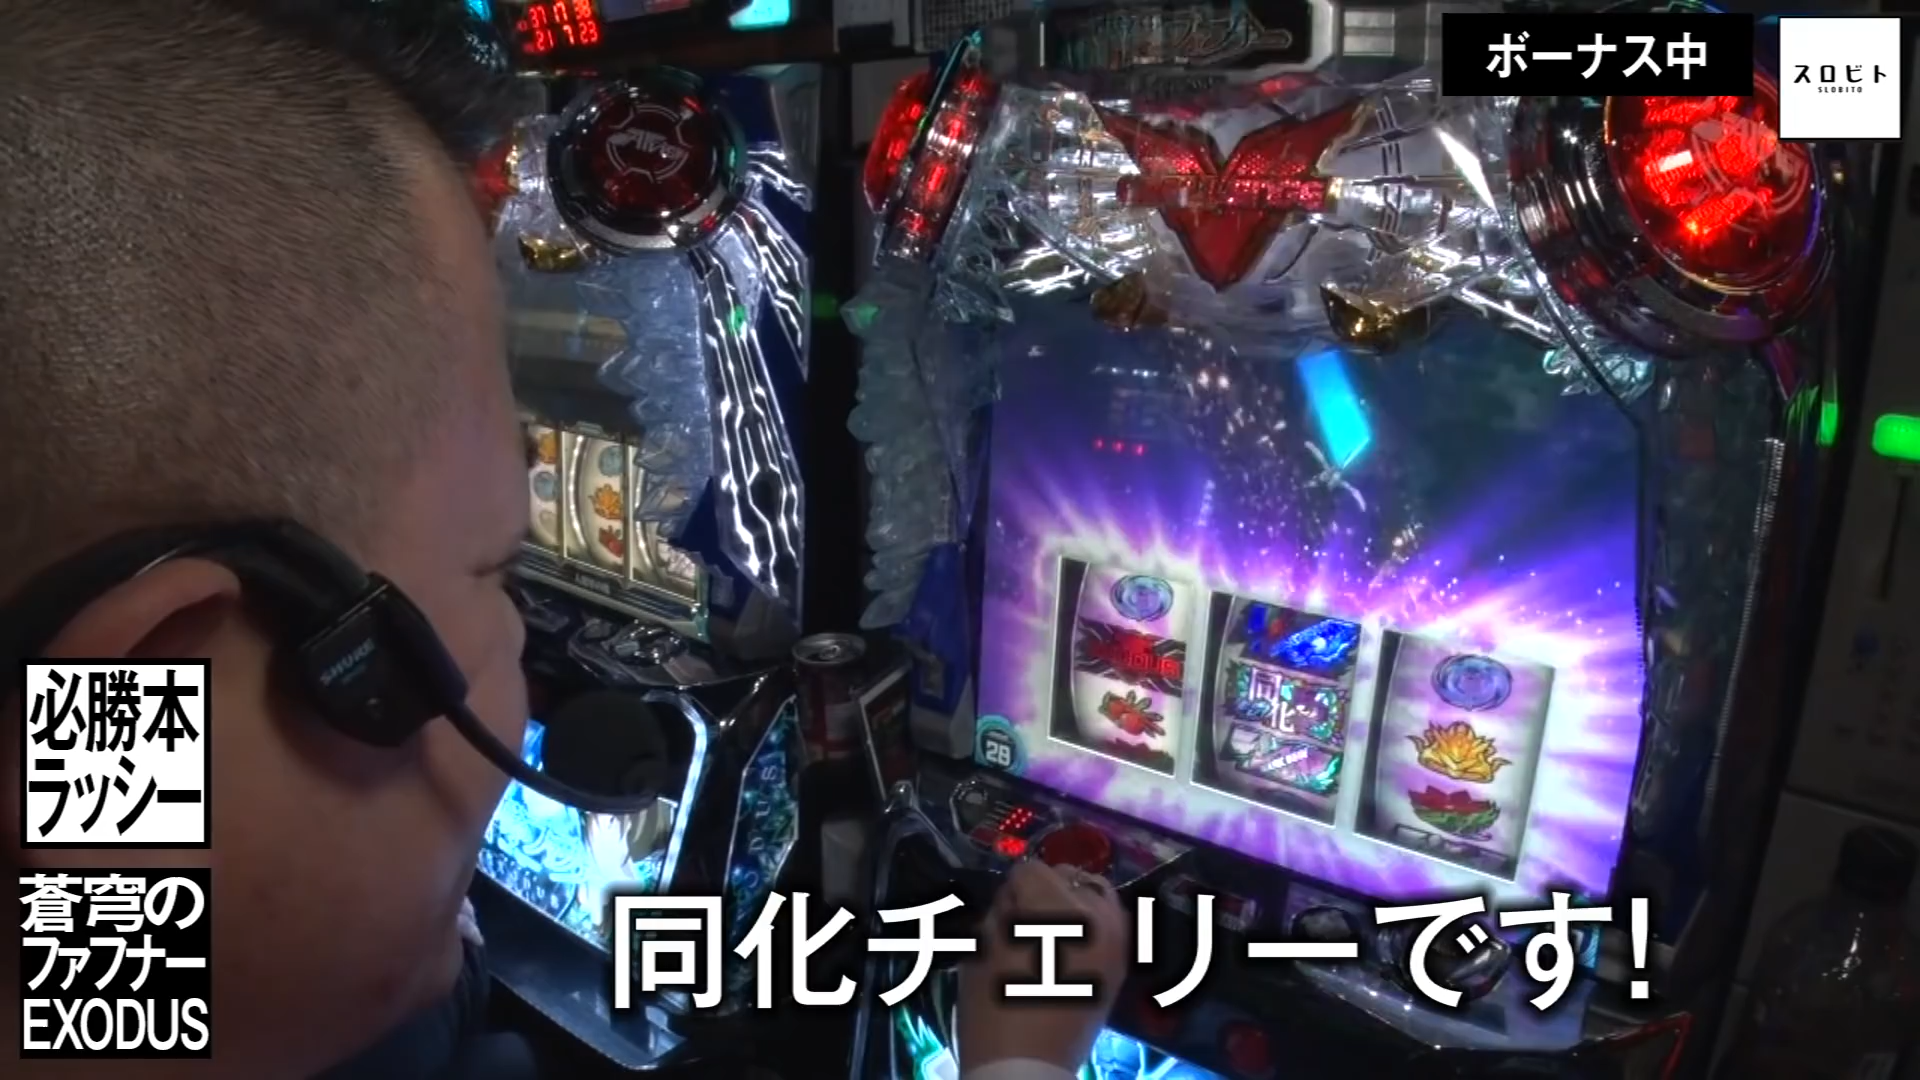 ボーナス中
スロビト
SLOBITO
SHURE
28
同化
必勝本
ラッシー
蒼穹の
ファフナー
EXODUS
同化チェリーです!